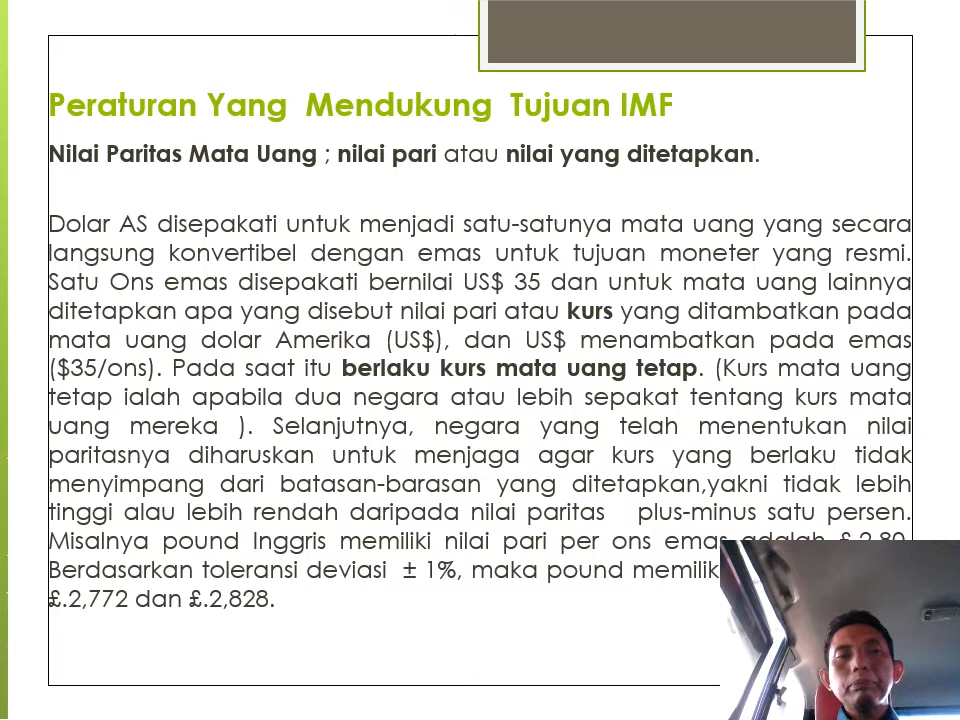 Peraturan Yang Mendukung Tujuan IMF
Nilai Paritas Mata Uang ; nilai pari atau nilai yang ditetapkan.
Dolar AS disepakati untuk menjadi satu-satunya mata uang yang secara
langsung konvertibel dengan emas untuk tujuan moneter yang resmi.
Satu Ons emas disepakati bernilai US$ 35 dan untuk mata uang lainnya
ditetapkan apa yang disebut nilai pari atau kurs yang ditambatkan pada
mata uang dolar Amerika (US$), dan US$ menambatkan pada emas
($35/ons). Pada saat itu berlaku kurs mata uang tetap. (Kurs mata uang
tetap ialah apabila dua negara atau lebih sepakat tentang kurs mata
uang mereka ). Selanjutnya, negara yang telah menentukan nilai
paritasnya diharuskan untuk menjaga agar kurs yang berlaku tidak
menyimpang dari batasan-barasan yang ditetapkan,yakni tidak lebih
tinggi alau lebih rendah daripada nilai paritas plus-minus satu persen.
Misalnya pound Inggris memiliki nilai pari per ons emas adalah £.2,80.
Berdasarkan toleransi deviasi ± 1%, maka pound memilik
£.2,772 dan £.2,828.